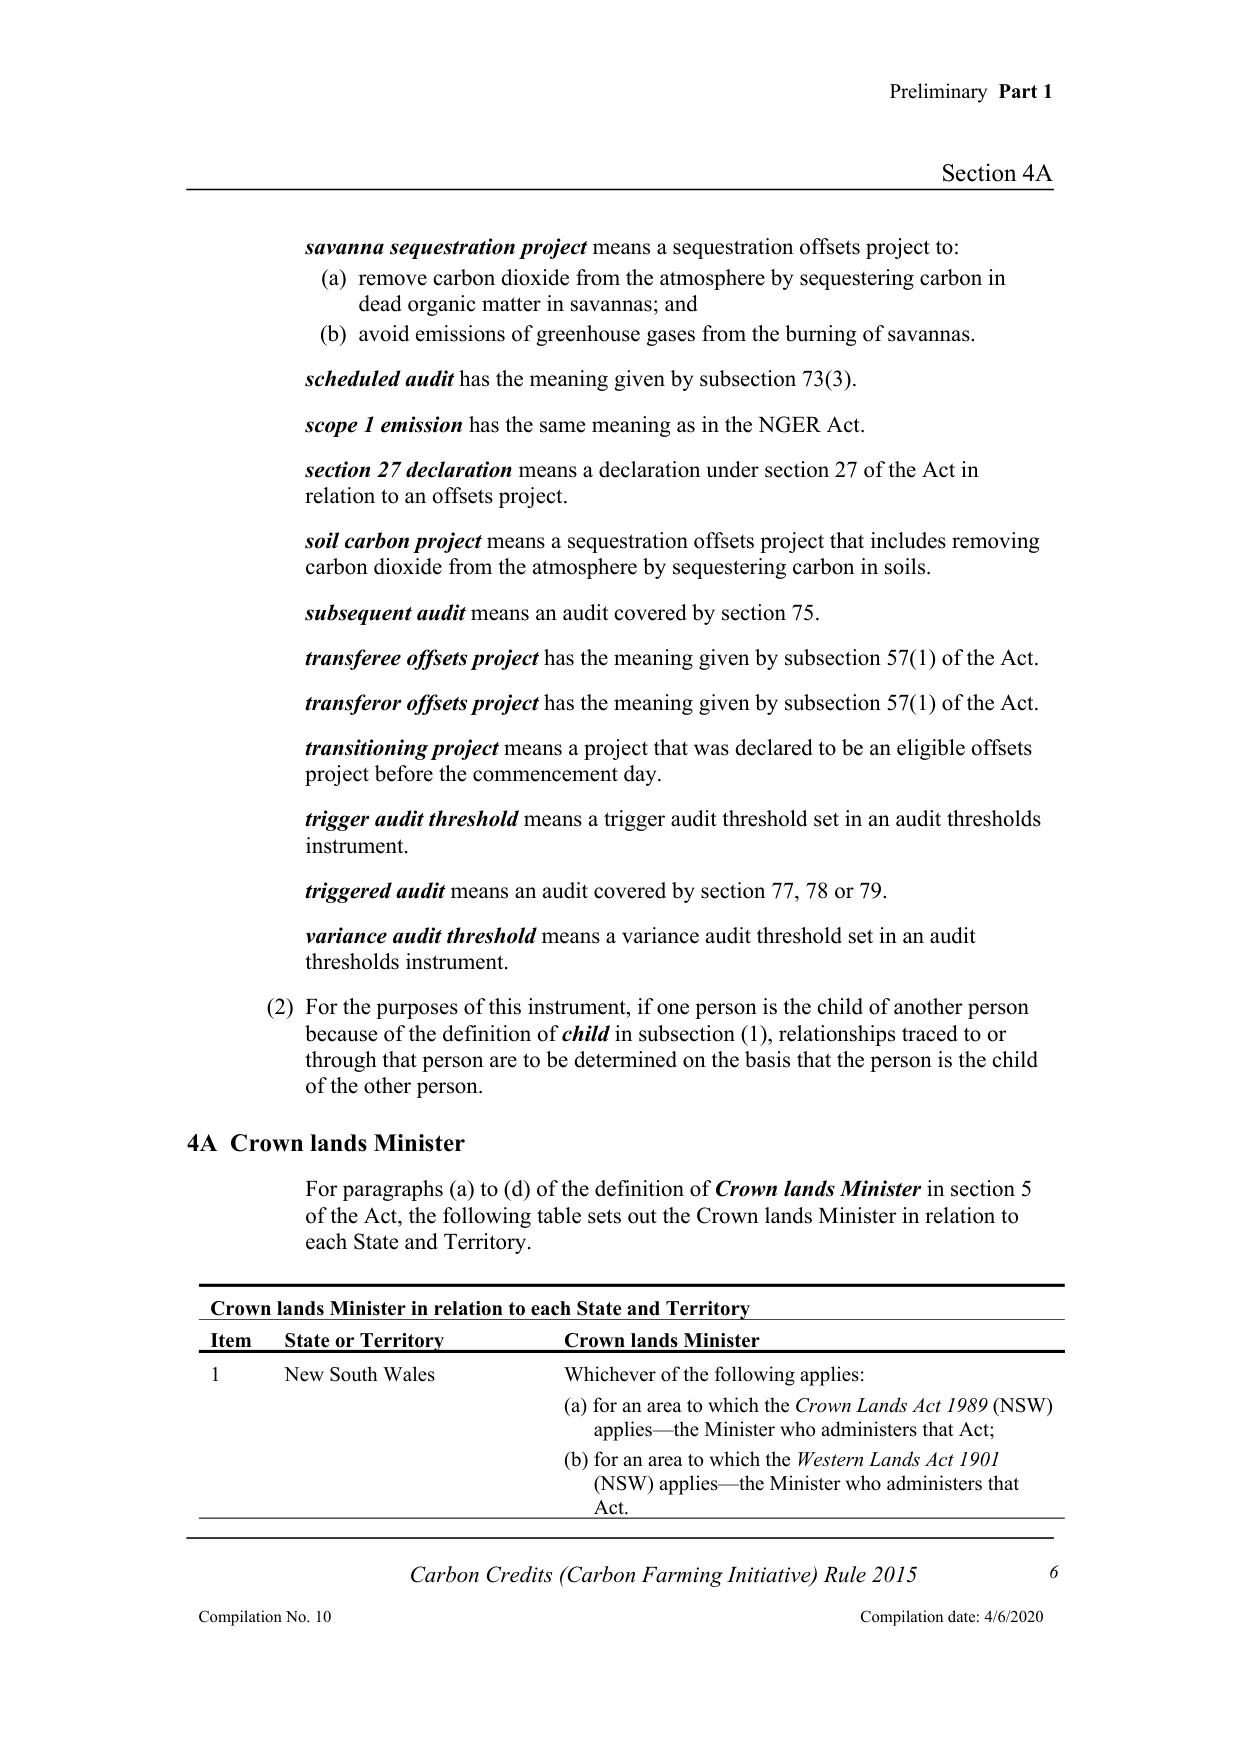 Preliminary Part 1
Section 4A
savanna sequestration project means a sequestration offsets project to:
(a) remove carbon dioxide from the atmosphere by sequestering carbon in
dead organic matter in savannas; and
(b) avoid emissions of greenhouse gases from the burning of savannas.
scheduled audit has the meaning given by subsection 73(3).
scope 1 emission has the same meaning as in the NGER Act.
section 27 declaration means a declaration under section 27 of the Act in
relation to an offsets project.
soil carbon project means a sequestration offsets project that includes removing
carbon dioxide from the atmosphere by sequestering carbon in soils.
subsequent audit means an audit covered by section 75.
transferee offsets project has the meaning given by subsection 57(1) of the Act.
transferor offsets project has the meaning given by subsection 57(1) of the Act.
transitioning project means a project that was declared to be an eligible offsets
project before the commencement day.
trigger audit threshold means a trigger audit threshold set in an audit thresholds
instrument.
triggered audit means an audit covered by section 77, 78 or 79.
variance audit threshold means a variance audit threshold set in an audit
thresholds instrument.
(2) For the purposes of this instrument, if one person is the child of another person
because of the definition of child in subsection (1), relationships traced to or
through that person are to be determined on the basis that the person is the child
of the other person.
4A Crown lands Minister
For paragraphs (a) to (d) of the definition of Crown lands Minister in section 5
of the Act, the following table sets out the Crown lands Minister in relation to
each State and Territory.
Crown lands Minister in relation to each State and Territory
Item State or Territory Crown lands Minister
1 New South Wales Whichever of the following applies:
(a) for an area to which the Crown Lands Act 1989 (NSW)
applies—the Minister who administers that Act;
(b) for an area to which the Western Lands Act 1901
(NSW) applies—the Minister who administers that
Act.
Carbon Credits (Carbon Farming Initiative) Rule 2015 6
Compilation No. 10 Compilation date: 4/6/2020